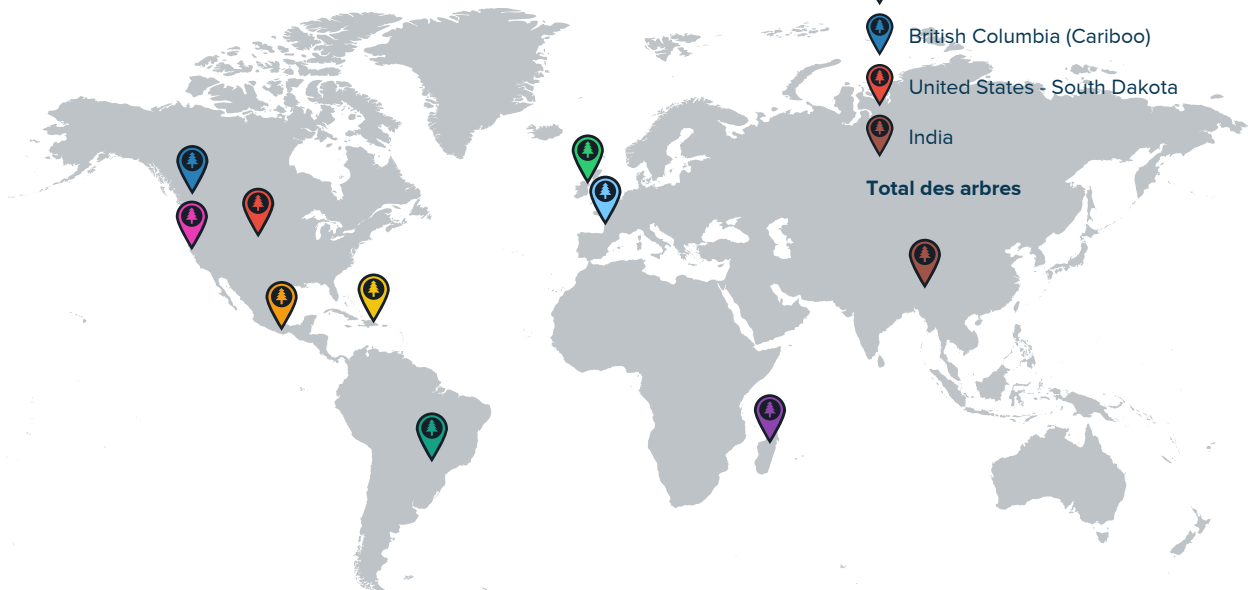 British Columbia (Cariboo)
United States - South Dakota
India
Total des arbres